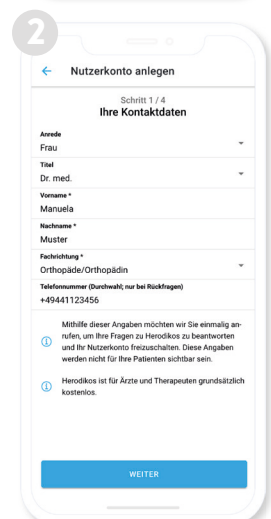 2
Nutzerkonto anlegen
Schritt 1 / 4
Ihre Kontaktdaten
Anrede
Frau
Titel
Dr. med.
Vorname *
Manuela
Nachname *
Muster
Fachrichtung *
Orthopäde/Orthopädin
Telefonnummer (Durchwahl; nur bei Rückfragen)
+49441123456
Mithilfe dieser Angaben möchten wir Sie einmalig an-
rufen, um Ihre Fragen zu Herodikos zu beantworten
und Ihr Nutzerkonto freizuschalten. Diese Angaben
werden nicht für Ihre Patienten sichtbar sein.
Herodikos ist für Ärzte und Therapeuten grundsätzlich
kostenlos.
WEITER